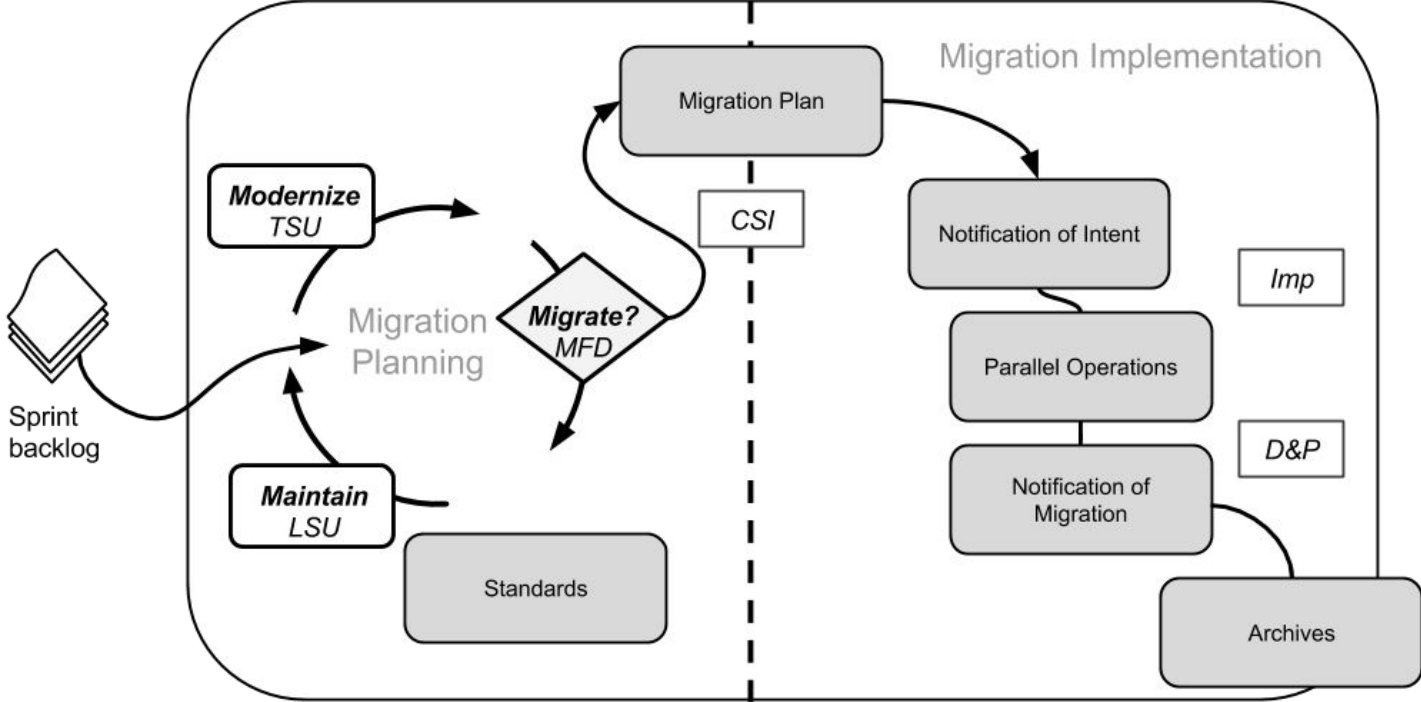 Migration Implementation
Migration Plan
Modernize
TSU
CSI
Notification of Intent
Imp
Migration
Planning
Migrate?
MFD
Parallel Operations
Sprint
backlog
D&P
Maintain
LSU
Notification of
Migration
Standards
Archives